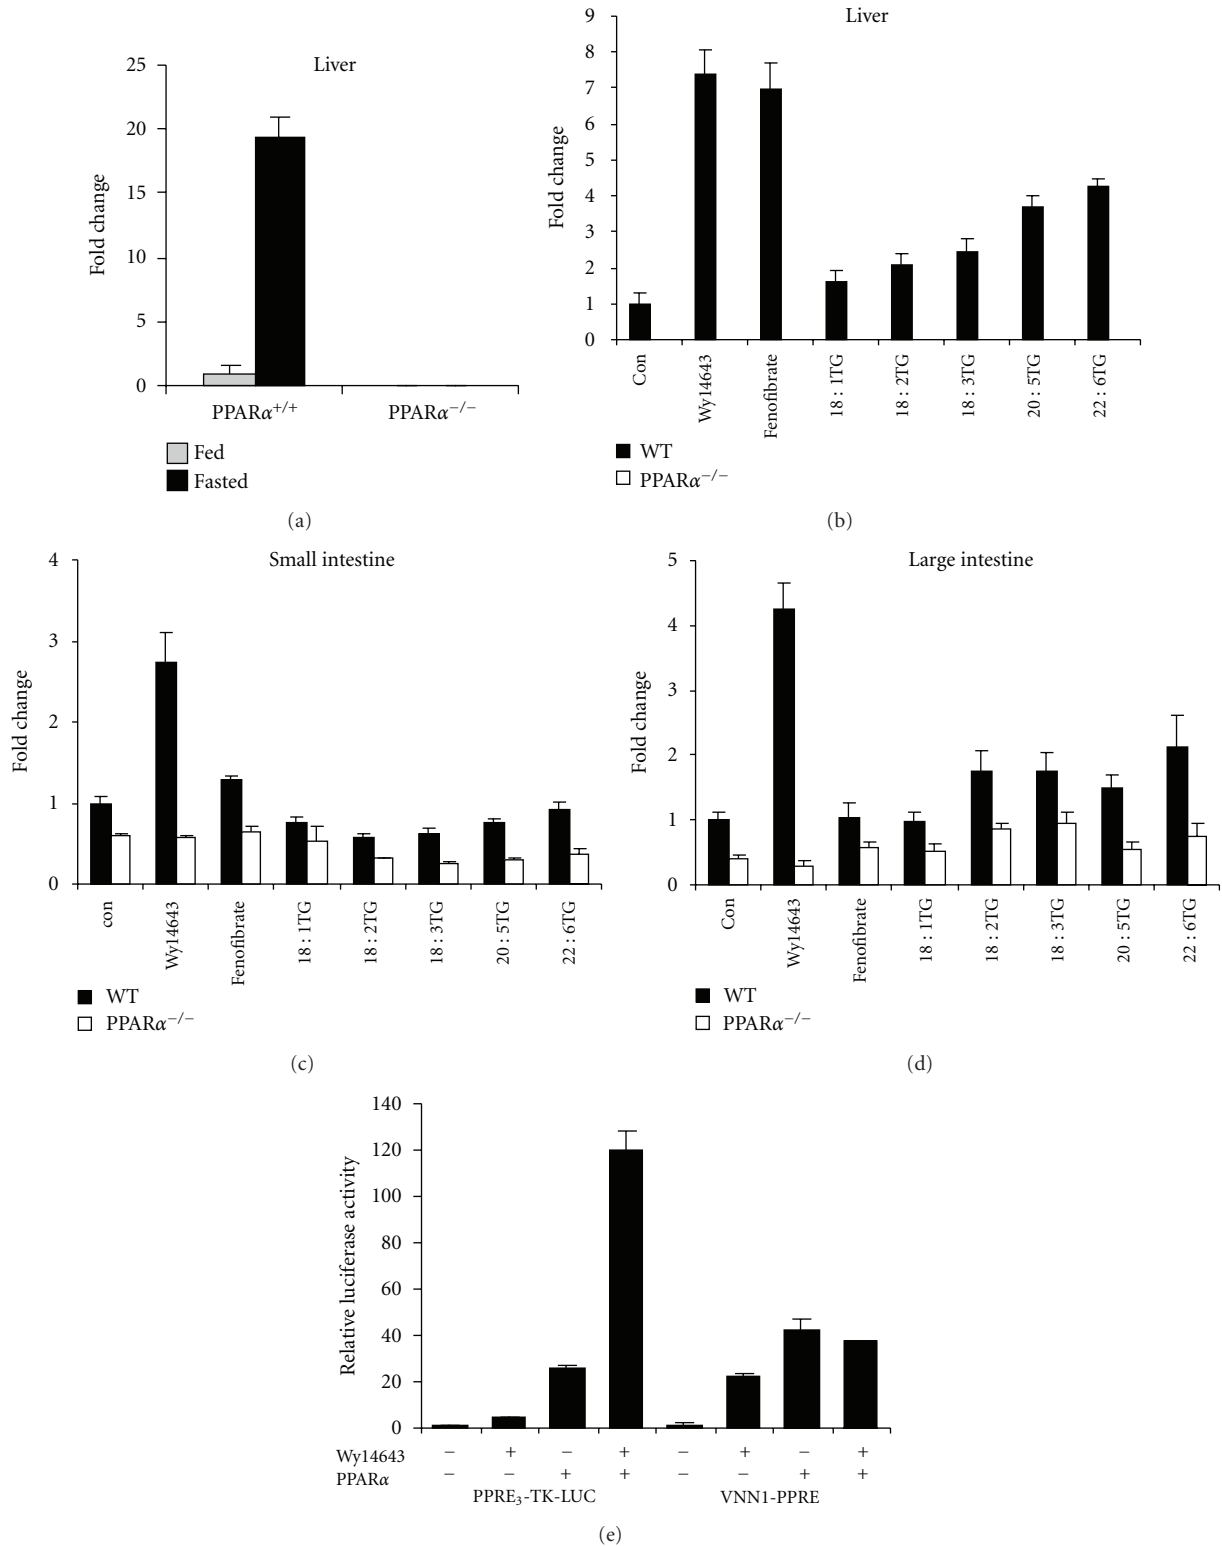 Liver
Fold change
25
20
15
10
5
0
PPARα+/+
PPARα−/−
Fed
Fasted
(a)
Liver
Fold change
9
8
7
6
5
4
3
2
1
0
Con
Wy14643
Fenofibrate
18 : 1TG
18 : 2TG
18 : 3TG
20 : 5TG
22 : 6TG
WT
PPARα−/−
(b)
Small intestine
Fold change
4
3
2
1
0
con
Wy14643
Fenofibrate
18 : 1TG
18 : 2TG
18 : 3TG
20 : 5TG
22 : 6TG
WT
PPARα−/−
(c)
Large intestine
Fold change
5
4
3
2
1
0
Con
Wy14643
Fenofibrate
18 : 1TG
18 : 2TG
18 : 3TG
20 : 5TG
22 : 6TG
WT
PPARα−/−
(d)
Relative luciferase activity
140
120
100
80
60
40
20
0
Wy14643 − + − + − + − +
PPARα − − + + − − + +
PPRE3-TK-LUC VNN1-PPRE
(e)